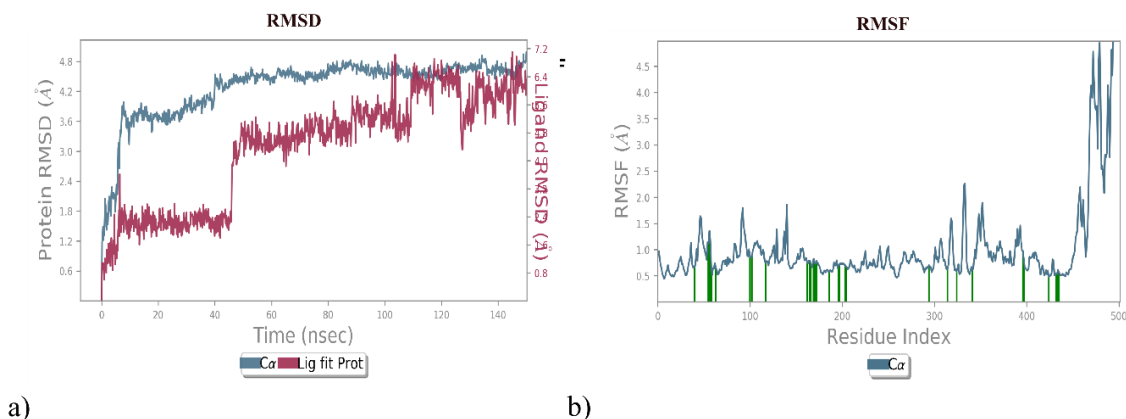 RMSD
Protein RMSD (Å)
4.8
4.2
3.6
3.0
2.4
1.8
1.2
0.6
7.2
6.4
0.8
Ligand RMSD (Å)
"
0 20 40 60 80 100 120 140
Time (nsec)
Cα Lig fit Prot
a)
RMSF
RMSF (Å)
4.5
4.0
3.5
3.0
2.5
2.0
1.5
1.0
0.5
0 100 200 300 400 500
Residue Index
Cα
b)